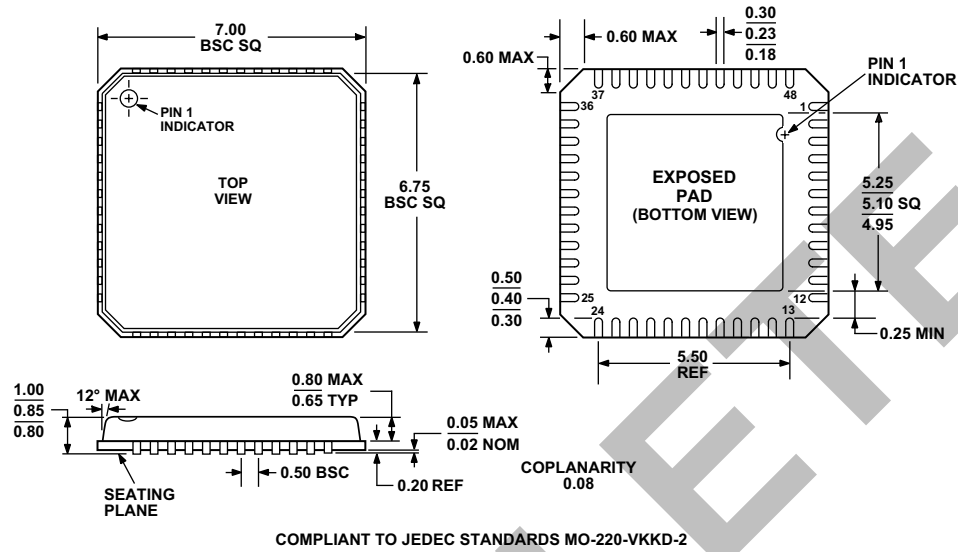 7.00
BSC SQ
PIN 1
INDICATOR
TOP
VIEW
6.75
BSC SQ
0.60 MAX
0.60 MAX
0.30
0.23
0.18
PIN 1
INDICATOR
37
48
36
1
EXPOSED
PAD
(BOTTOM VIEW)
5.25
5.10 SQ
4.95
0.50
0.40
0.30
25
24
12
13
0.25 MIN
5.50
REF
1.00
0.85
0.80
12° MAX
0.80 MAX
0.65 TYP
0.05 MAX
0.02 NOM
0.50 BSC
0.20 REF
SEATING
PLANE
COPLANARITY
0.08
COMPLIANT TO JEDEC STANDARDS MO-220-VKKD-2